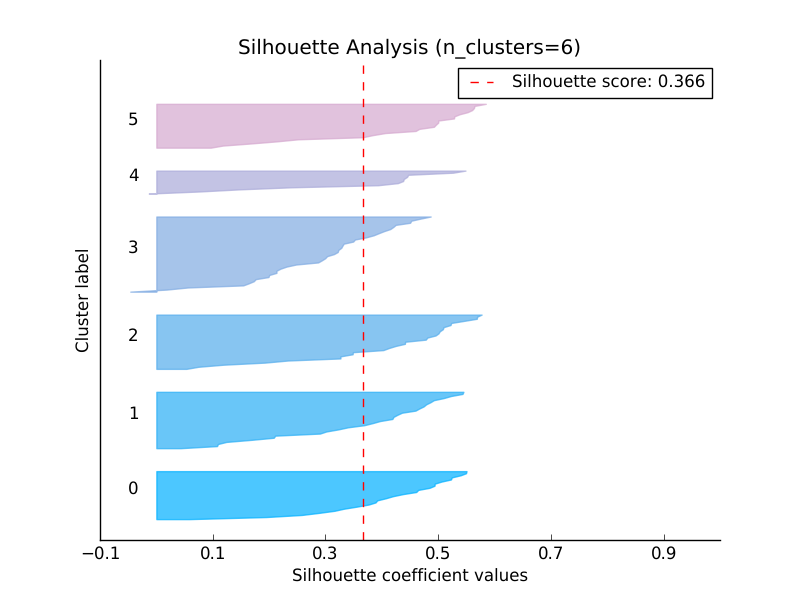 Silhouette Analysis (n_clusters=6)
Silhouette score: 0.366
5
4
3
2
1
0
Cluster label
−0.1 0.1 0.3 0.5 0.7 0.9
Silhouette coefficient values